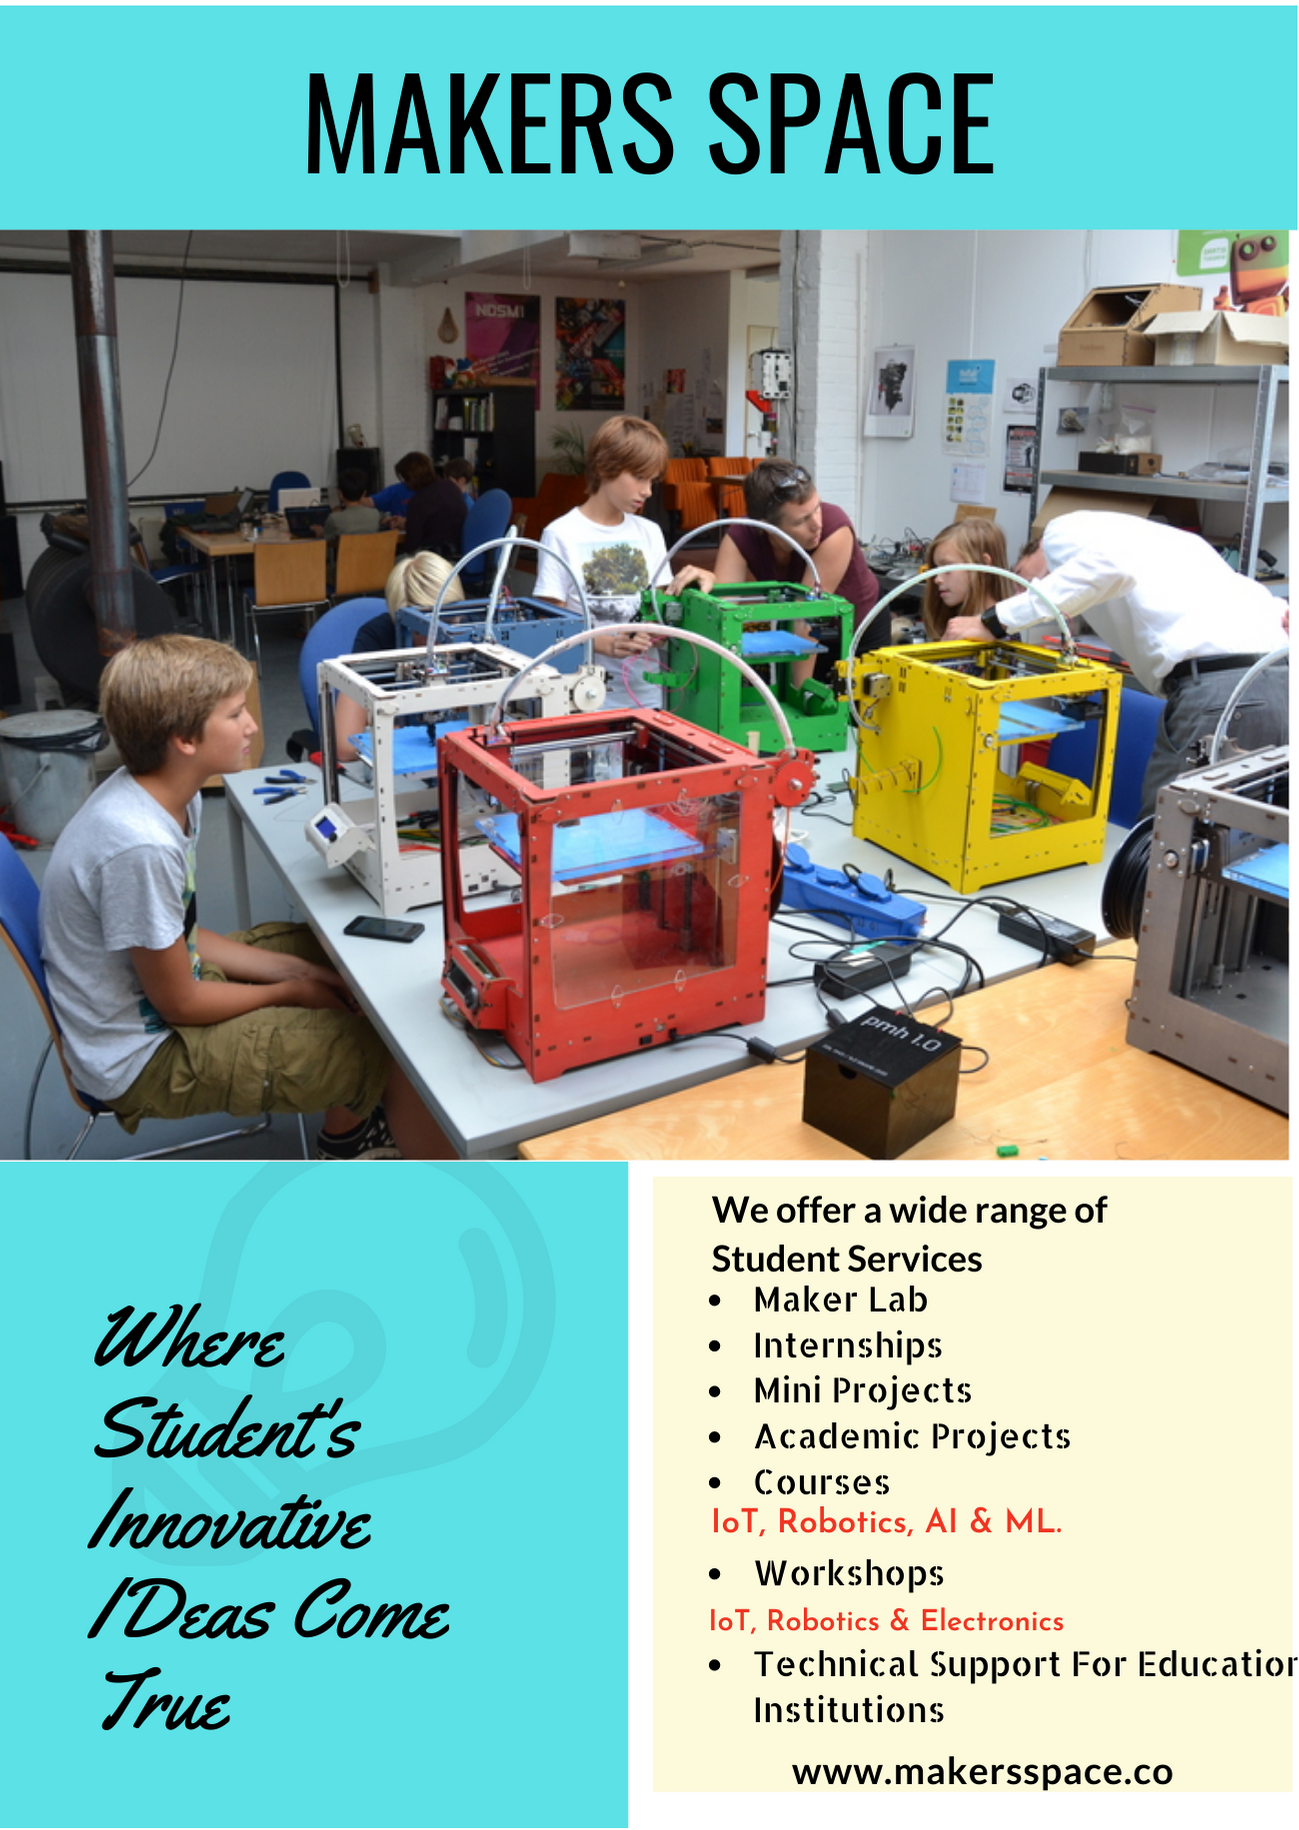 MAKERS SPACE
NDSM
pmh 1.0
Where
Student's
Innovative
IDeas Come
True
We offer a wide range of
Student Services
• Maker Lab
• Internships
• Mini Projects
• Academic Projects
• Courses
IoT, Robotics, AI & ML.
• Workshops
IoT, Robotics & Electronics
• Technical Support For Education
Institutions
www.makersspace.co